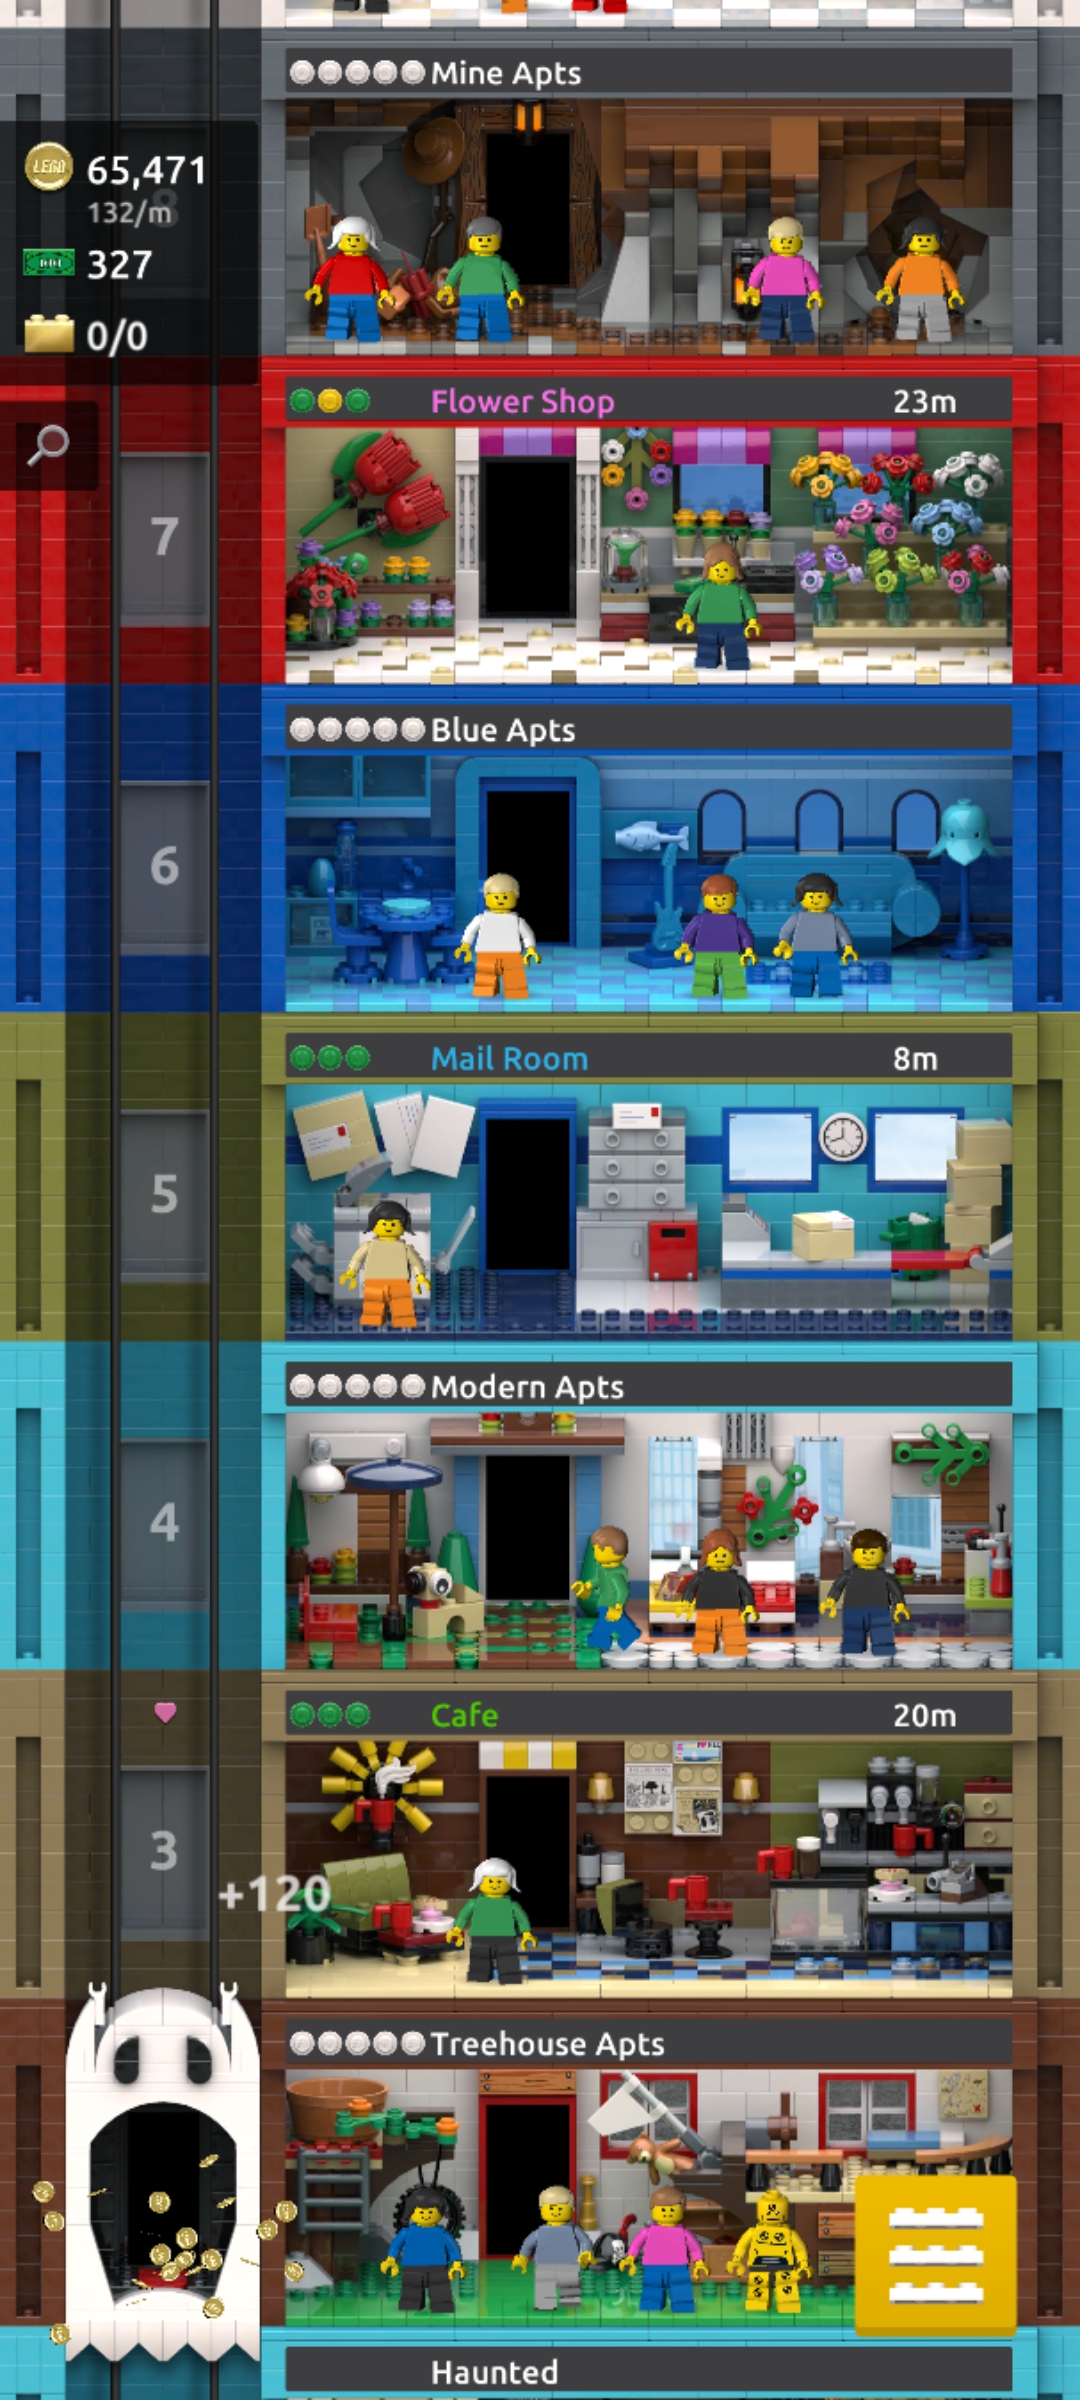 Mine Apts
LEGO 65,471
132/m
8
327
0/0
Flower Shop 23m
7
Blue Apts
6
Mail Room 8m
5
Modern Apts
4
Cafe 20m
3
+120
Treehouse Apts
Haunted